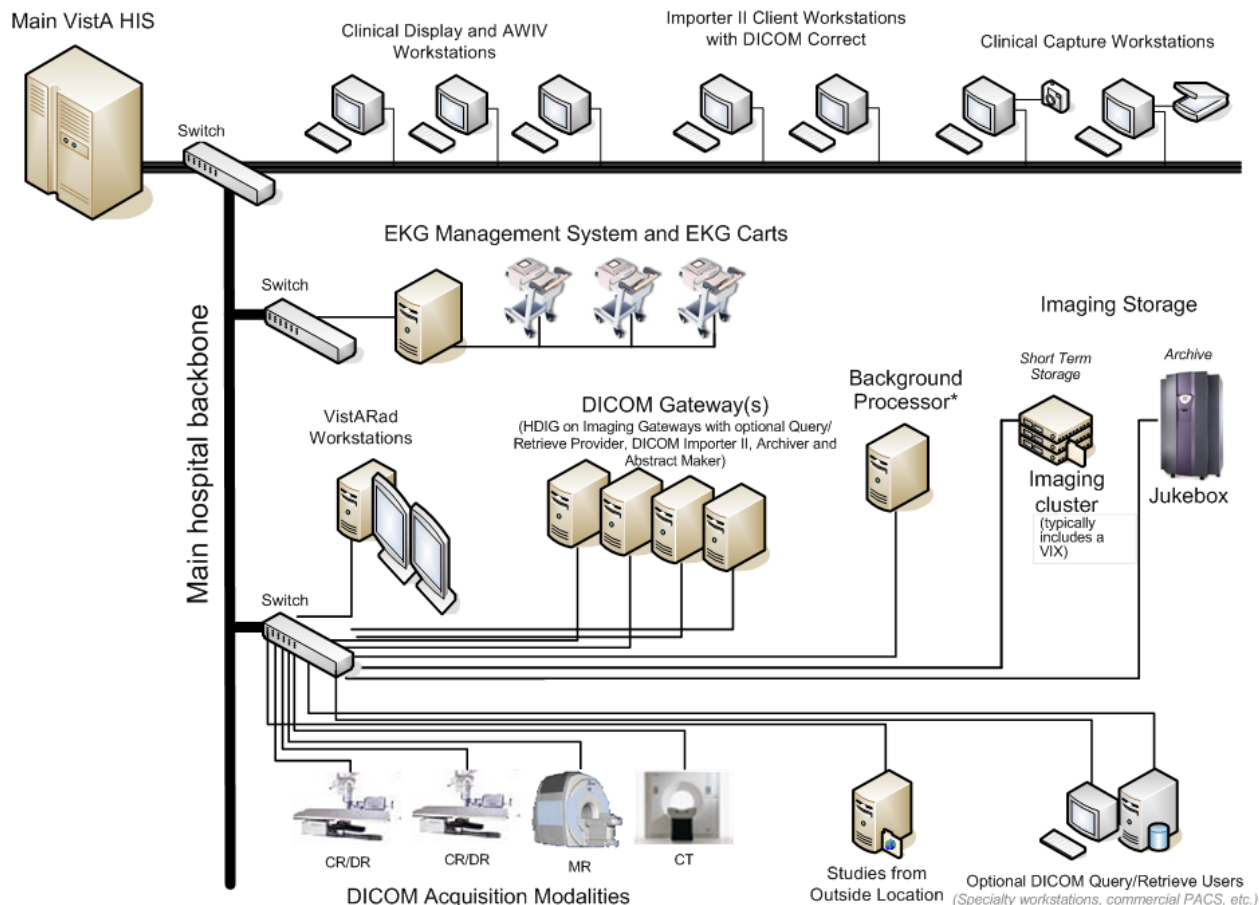 Main VistA HIS
Clinical Display and AWIV
Workstations
Importer II Client Workstations
with DICOM Correct
Clinical Capture Workstations
Switch
EKG Management System and EKG Carts
Switch
Main hospital backbone
Imaging Storage
Short Term
Storage
Archive
VistARad
Workstations
DICOM Gateway(s)
(HDIG on Imaging Gateways with optional Query/
Retrieve Provider, DICOM Importer II, Archiver and
Abstract Maker)
Background
Processor*
Imaging
cluster
(typically
includes a
VIX)
Jukebox
Switch
CR/DR
CR/DR
MR
CT
DICOM Acquisition Modalities
Studies from
Outside Location
Optional DICOM Query/Retrieve Users
(Specialty workstations, commercial PACS, etc.)